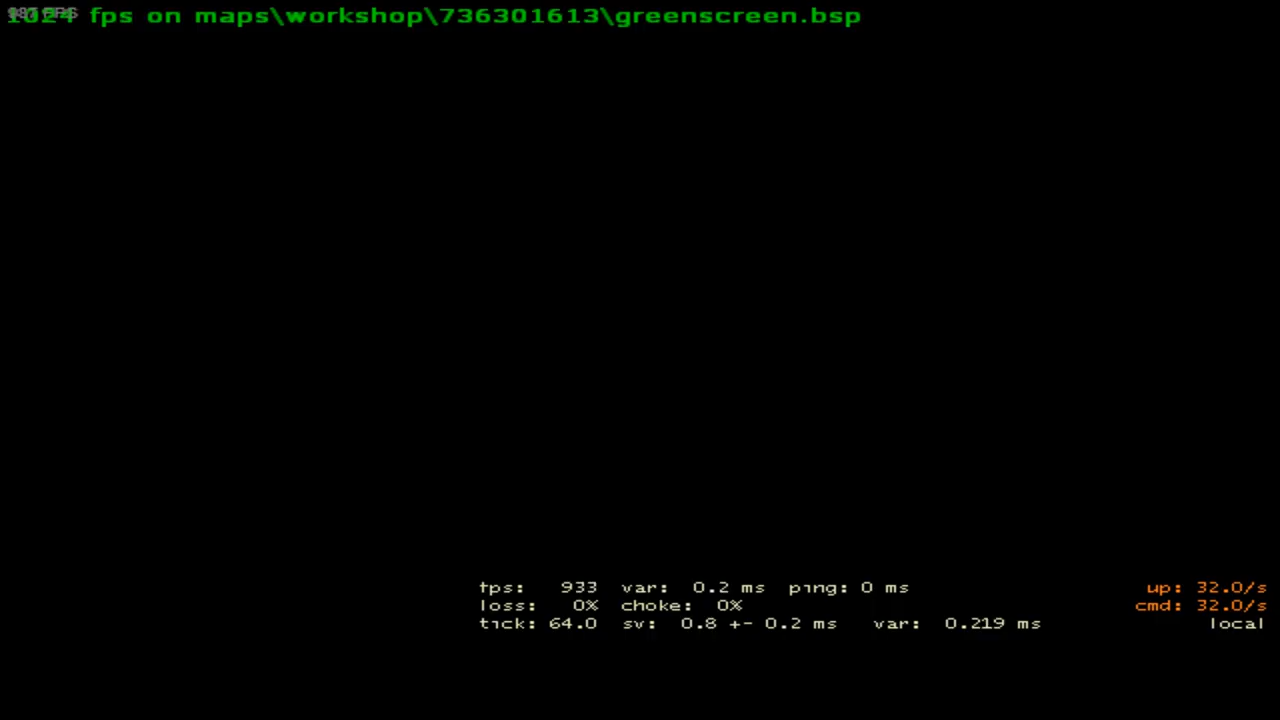 1024 fps on maps\workshop\736301613\greenscreen.bsp
fps: 933 var: 0.2 ms ping: 0 ms up: 32.0/s
loss: 0% choke: 0% cmd: 32.0/s
tick: 64.0 sv: 0.8 +- 0.2 ms var: 0.219 ms local